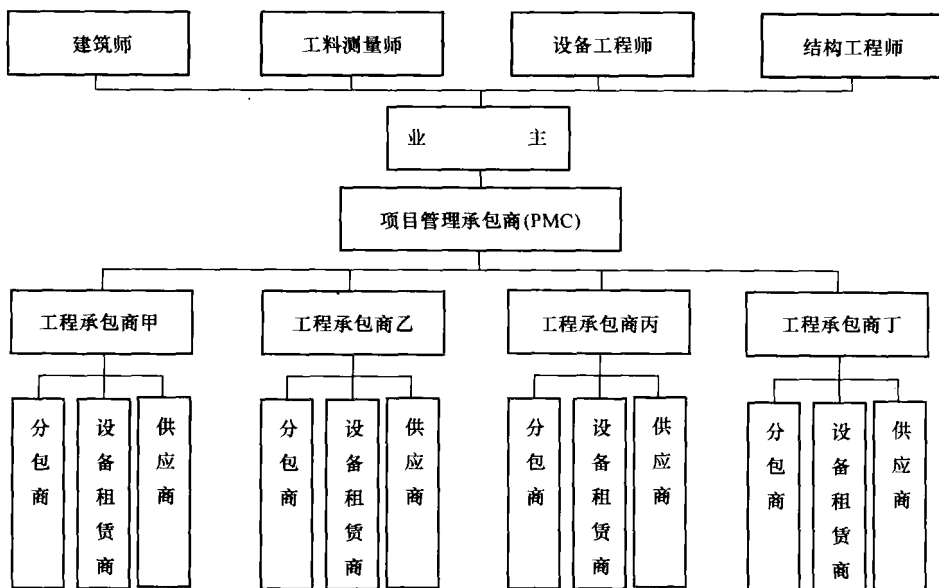 建筑师
工料测量师
设备工程师
结构工程师
业 主
项目管理承包商(PMC)
工程承包商甲
工程承包商乙
工程承包商丙
工程承包商丁
分包商
设备租赁商
供应商
分包商
设备租赁商
供应商
分包商
设备租赁商
供应商
分包商
设备租赁商
供应商